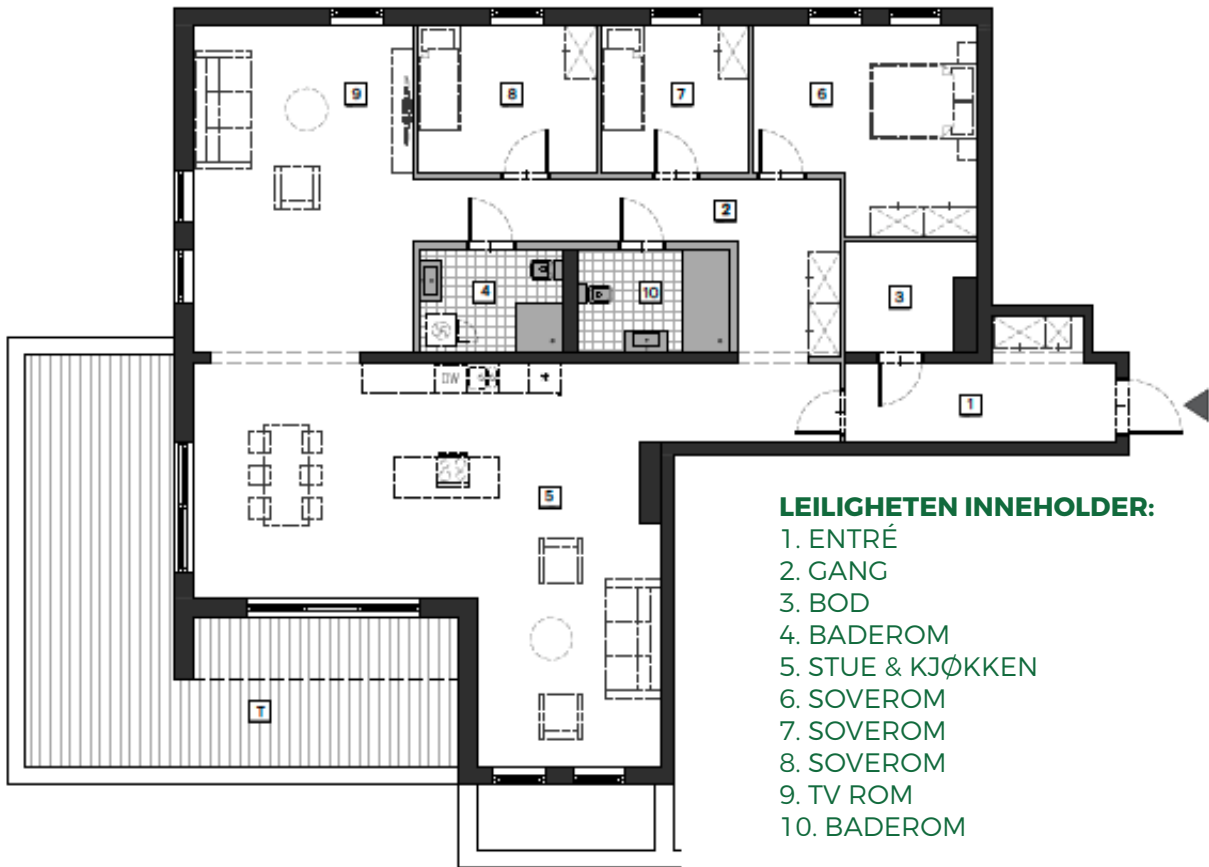 9
8
7
6
2
4
10
3
DW
1
5
T
LEILIGHETEN INNEHOLDER:
1. ENTRÉ
2. GANG
3. BOD
4. BADEROM
5. STUE & KJØKKEN
6. SOVEROM
7. SOVEROM
8. SOVEROM
9. TV ROM
10. BADEROM